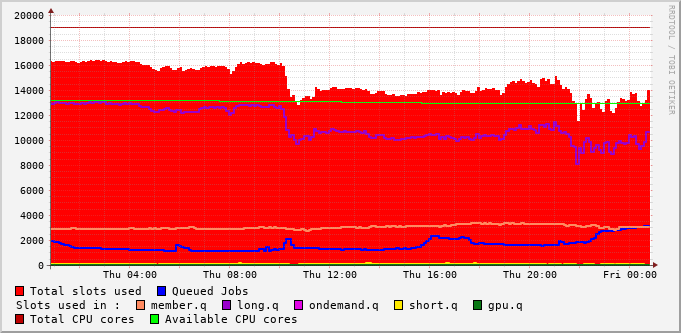 20000
18000
16000
14000
12000
10000
8000
6000
4000
2000
0
Thu 04:00 Thu 08:00 Thu 12:00 Thu 16:00 Thu 20:00 Fri 00:00
RRDTOOL / TOBI OETIKER
Total slots used Queued Jobs
Slots used in : member.q long.q ondemand.q short.q gpu.q
Total CPU cores Available CPU cores